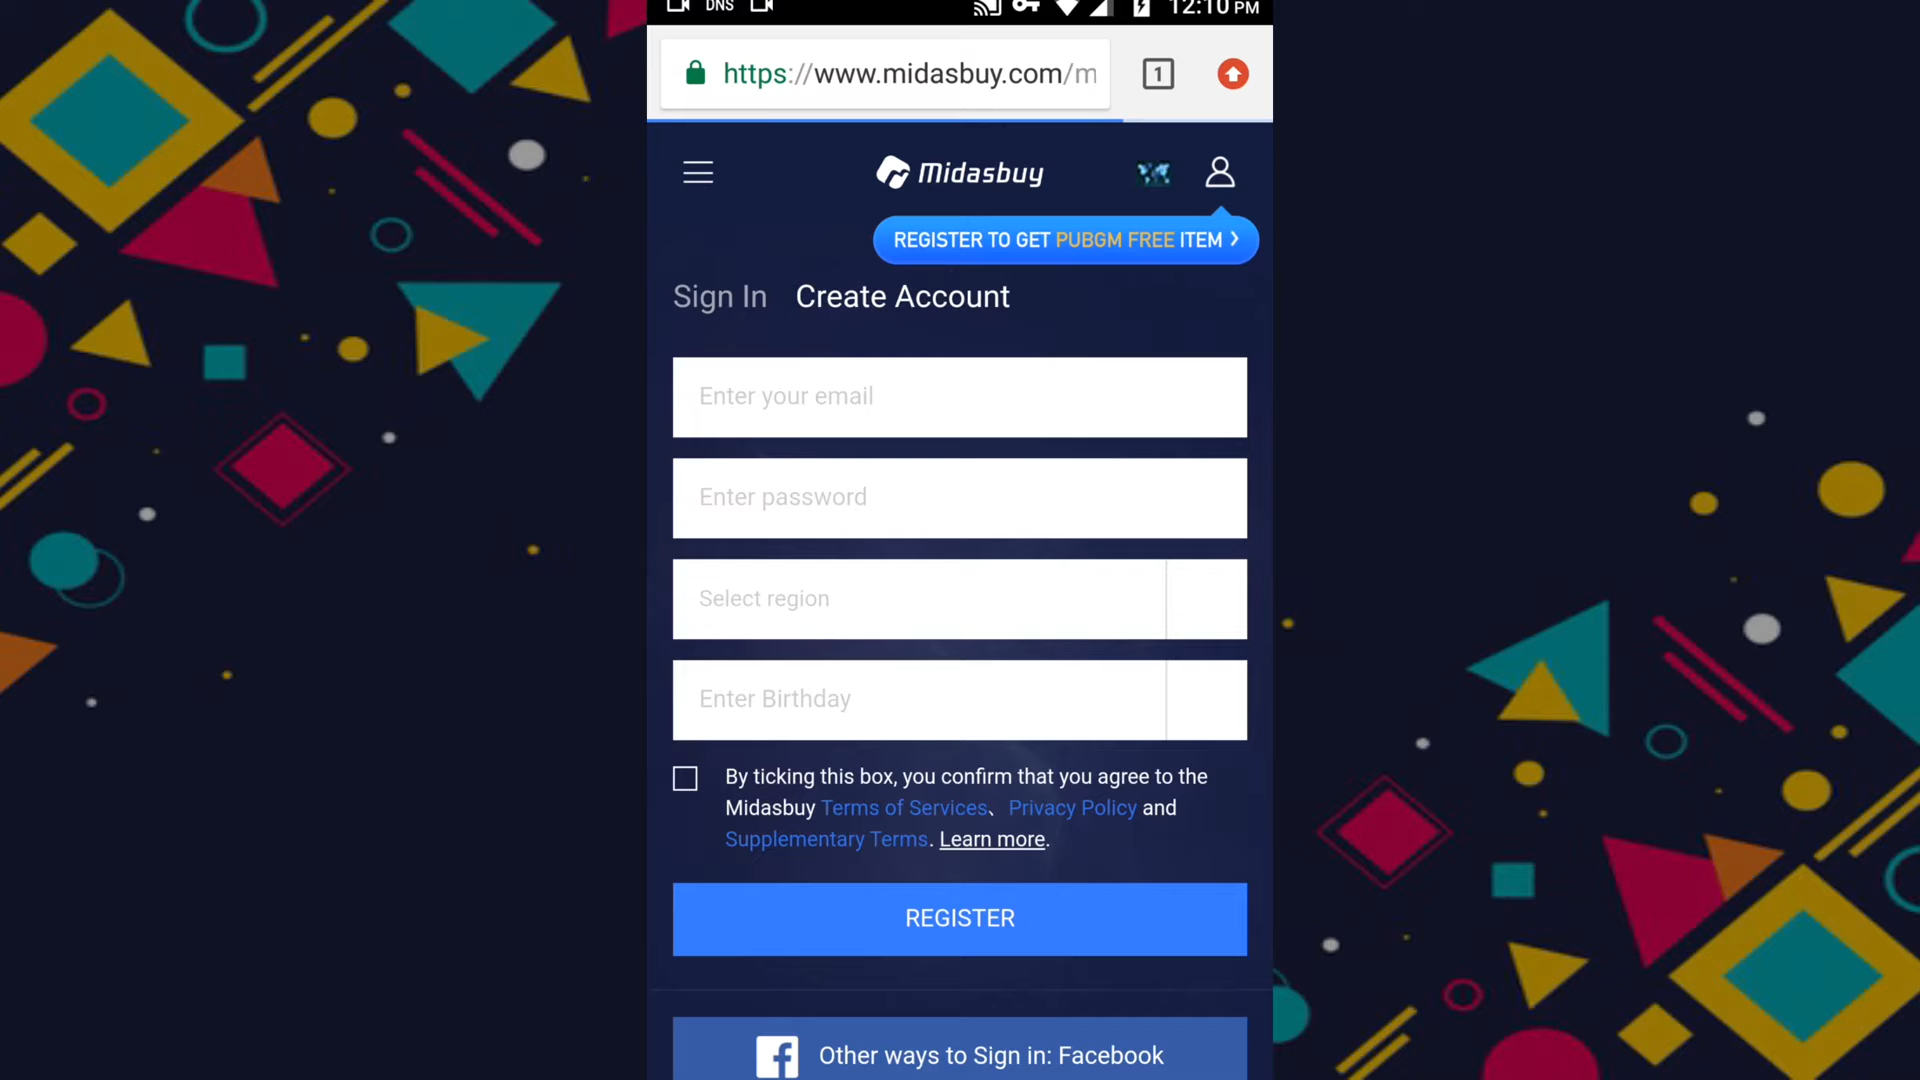 DNS
12:10 PM
https://www.midasbuy.com/m
1
Midasbuy
REGISTER TO GET PUBGM FREE ITEM >
Sign In Create Account
Enter your email
Enter password
Select region
Enter Birthday
By ticking this box, you confirm that you agree to the
Midasbuy Terms of Services、 Privacy Policy and
Supplementary Terms. Learn more.
REGISTER
f
Other ways to Sign in: Facebook